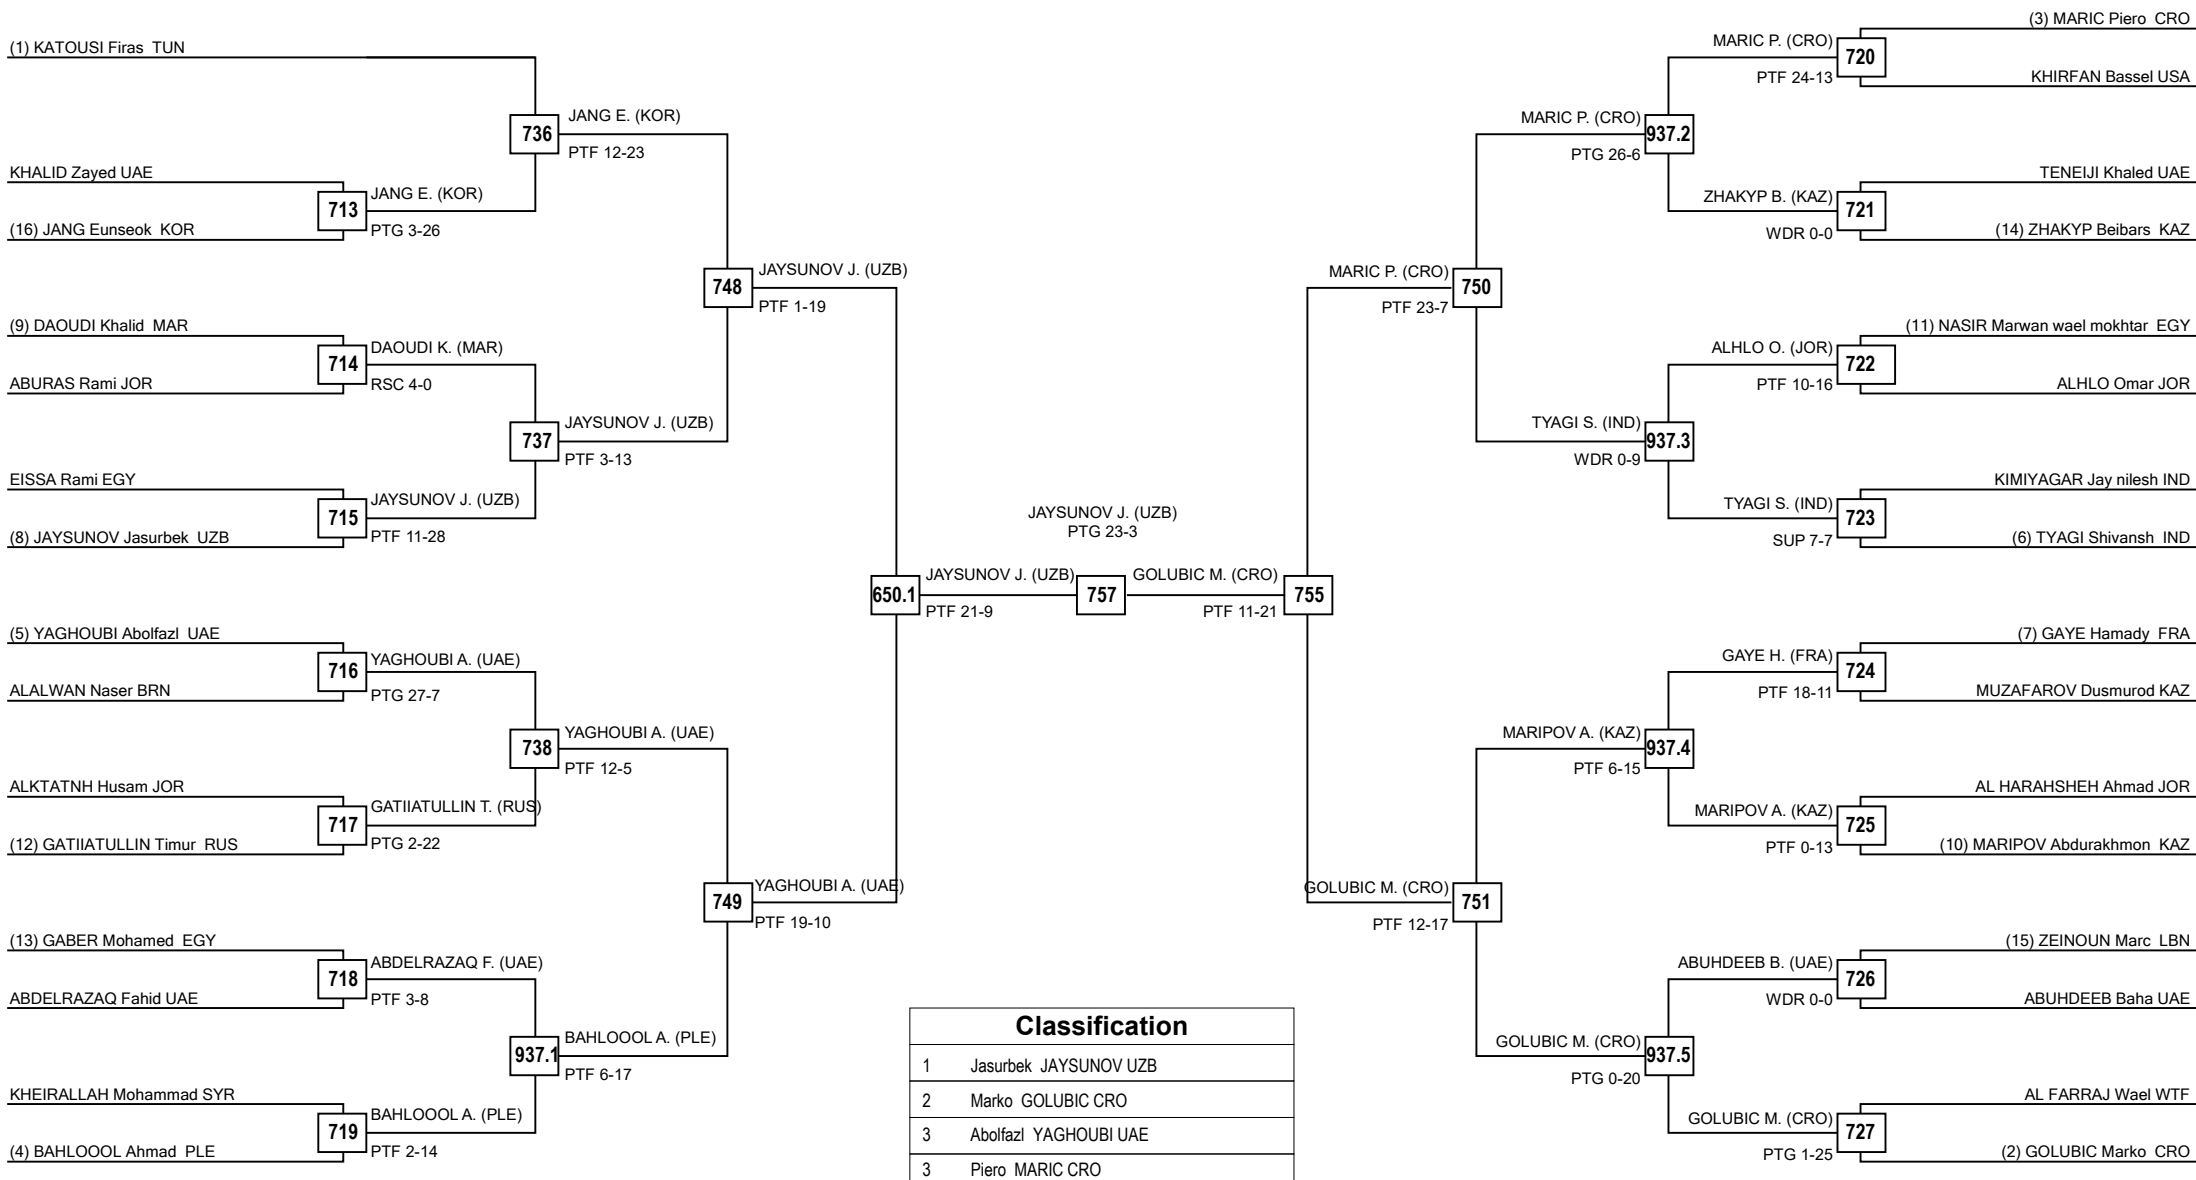 (1) KATOUSI Firas TUN
KHALID Zayed UAE
(16) JANG Eunseok KOR
(9) DAOUDI Khalid MAR
ABURAS Rami JOR
EISSA Rami EGY
(8) JAYSUNOV Jasurbek UZB
(5) YAGHOUBI Abolfazl UAE
ALALWAN Naser BRN
ALKTATNH Husam JOR
(12) GATIIATULLIN Timur RUS
(13) GABER Mohamed EGY
ABDELRAZAQ Fahid UAE
KHEIRALLAH Mohammad SYR
(4) BAHLOOOL Ahmad PLE
713
JANG E. (KOR)
PTG 3-26
714
DAOUDI K. (MAR)
RSC 4-0
715
JAYSUNOV J. (UZB)
PTF 11-28
716
YAGHOUBI A. (UAE)
PTG 27-7
717
GATIIATULLIN T. (RUS)
PTG 2-22
718
ABDELRAZAQ F. (UAE)
PTF 3-8
719
BAHLOOOL A. (PLE)
PTF 2-14
736
JANG E. (KOR)
PTF 12-23
737
JAYSUNOV J. (UZB)
PTF 3-13
738
YAGHOUBI A. (UAE)
PTF 12-5
937.1
BAHLOOOL A. (PLE)
PTF 6-17
748
JAYSUNOV J. (UZB)
PTF 1-19
749
YAGHOUBI A. (UAE)
PTF 19-10
650.1
JAYSUNOV J. (UZB)
PTF 21-9
JAYSUNOV J. (UZB)
PTG 23-3
757
GOLUBIC M. (CRO)
PTF 11-21
755
MARIC P. (CRO)
PTF 23-7
750
GOLUBIC M. (CRO)
PTF 12-17
751
MARIC P. (CRO)
PTG 26-6
937.2
TYAGI S. (IND)
WDR 0-9
937.3
MARIPOV A. (KAZ)
PTF 6-15
937.4
GOLUBIC M. (CRO)
PTG 0-20
937.5
MARIC P. (CRO)
PTF 24-13
720
ZHAKYP B. (KAZ)
WDR 0-0
721
ALHLO O. (JOR)
PTF 10-16
722
TYAGI S. (IND)
SUP 7-7
723
GAYE H. (FRA)
PTF 18-11
724
MARIPOV A. (KAZ)
PTF 0-13
725
ABUHDEEB B. (UAE)
WDR 0-0
726
GOLUBIC M. (CRO)
PTG 1-25
727
(3) MARIC Piero CRO
KHIRFAN Bassel USA
TENEIJI Khaled UAE
(14) ZHAKYP Beibars KAZ
(11) NASIR Marwan wael mokhtar EGY
ALHLO Omar JOR
KIMIYAGAR Jay nilesh IND
(6) TYAGI Shivansh IND
(7) GAYE Hamady FRA
MUZAFAROV Dusmurod KAZ
AL HARAHSHEH Ahmad JOR
(10) MARIPOV Abdurakhmon KAZ
(15) ZEINOUN Marc LBN
ABUHDEEB Baha UAE
AL FARRAJ Wael WTF
(2) GOLUBIC Marko CRO
Classification
1 Jasurbek JAYSUNOV UZB
2 Marko GOLUBIC CRO
3 Abolfazl YAGHOUBI UAE
3 Piero MARIC CRO